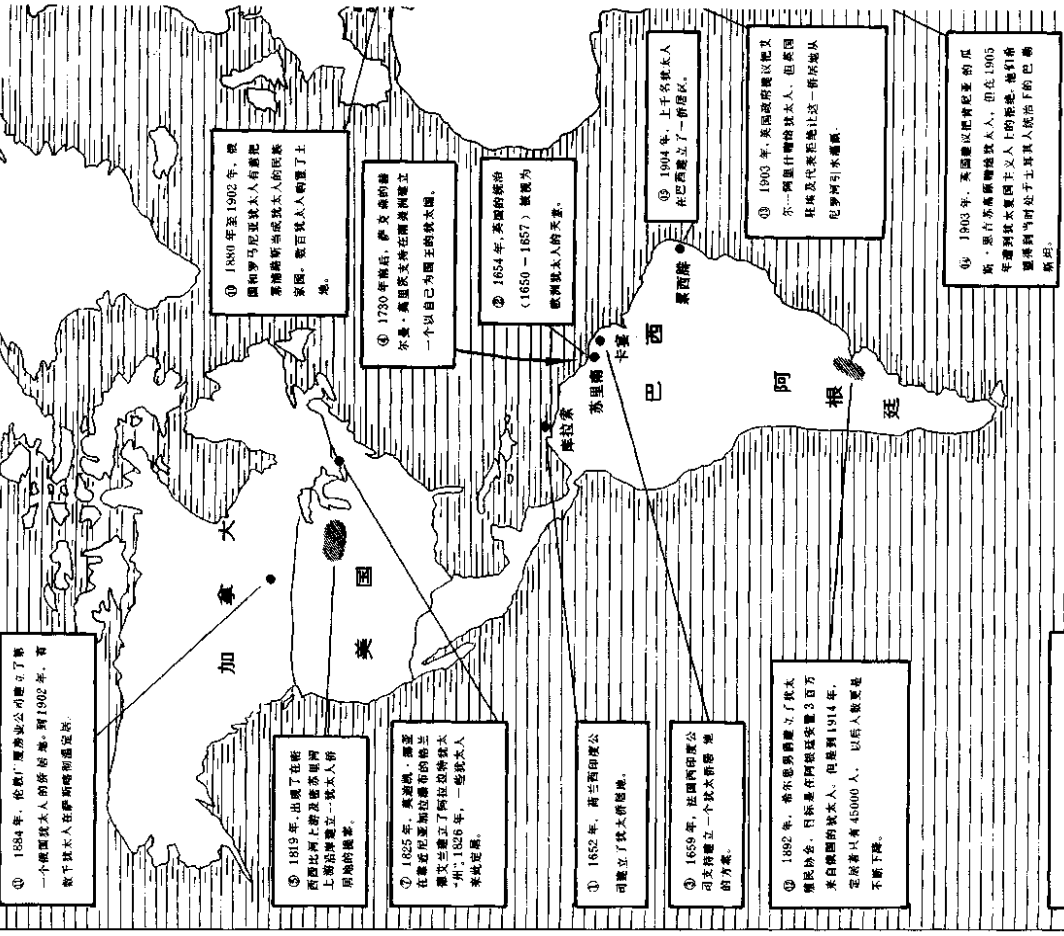 1884年，伦敦广厦房业公司建立了第
一个俄国犹太人的侨居地。到1902年，有
数千犹太人在萨斯喀彻温定居。
⑤ 1819年，出现了在密
西西比河上游及密苏里河
上游沿岸建立一犹太人侨
居地的提案。
⑦ 1825年，莫迪凯·挪亚
在靠近尼亚加拉瀑布的格兰
德艾兰建立了阿拉拉特犹太
“州”。1826年，一些犹太人
来此定居。
① 1652年，荷兰西印度公
司建立了犹太侨居地。
③ 1659年，法国西印度公
司支持建立一个犹太侨居地
的方案。
⑫ 1892年，希尔思男爵建立了犹太
殖民协会，目标是在阿根廷安置3百万
来自俄国的犹太人，但是到1914年，
定居者只有45000人，以后人数更是
不断下降。
1880年至1902年，俄
国和罗马尼亚犹太人有意把
塞浦路斯当成犹太人的民族
家园。数百犹太人购置了土
地。
④ 1730年前后，萨克森的赫
尔曼·莫里茨支持在南美洲建立
一个以自己为国王的犹太国。
② 1654年，英国的统治
（1650－1657）被视为
欧洲犹太人的天堂。
⑮ 1904年，上千名犹太人
在巴西建立了一侨居区。
⑬ 1903年，英国政府提议把艾
尔—阿里什赠给犹太人，但英国
驻埃及代表拒绝让这一侨居地从
尼罗河引水灌溉。
⑭ 1903年，英国建议把肯尼亚的瓜
斯·恩吉苏高原赠给犹太人，但在1905
年遭到犹太复国主义人士的拒绝，他们希
望得到当时处于土耳其人统治下的巴勒
斯坦。
加拿大
美国
库拉索
苏里南
卡宴
累西腓
巴西
阿根廷